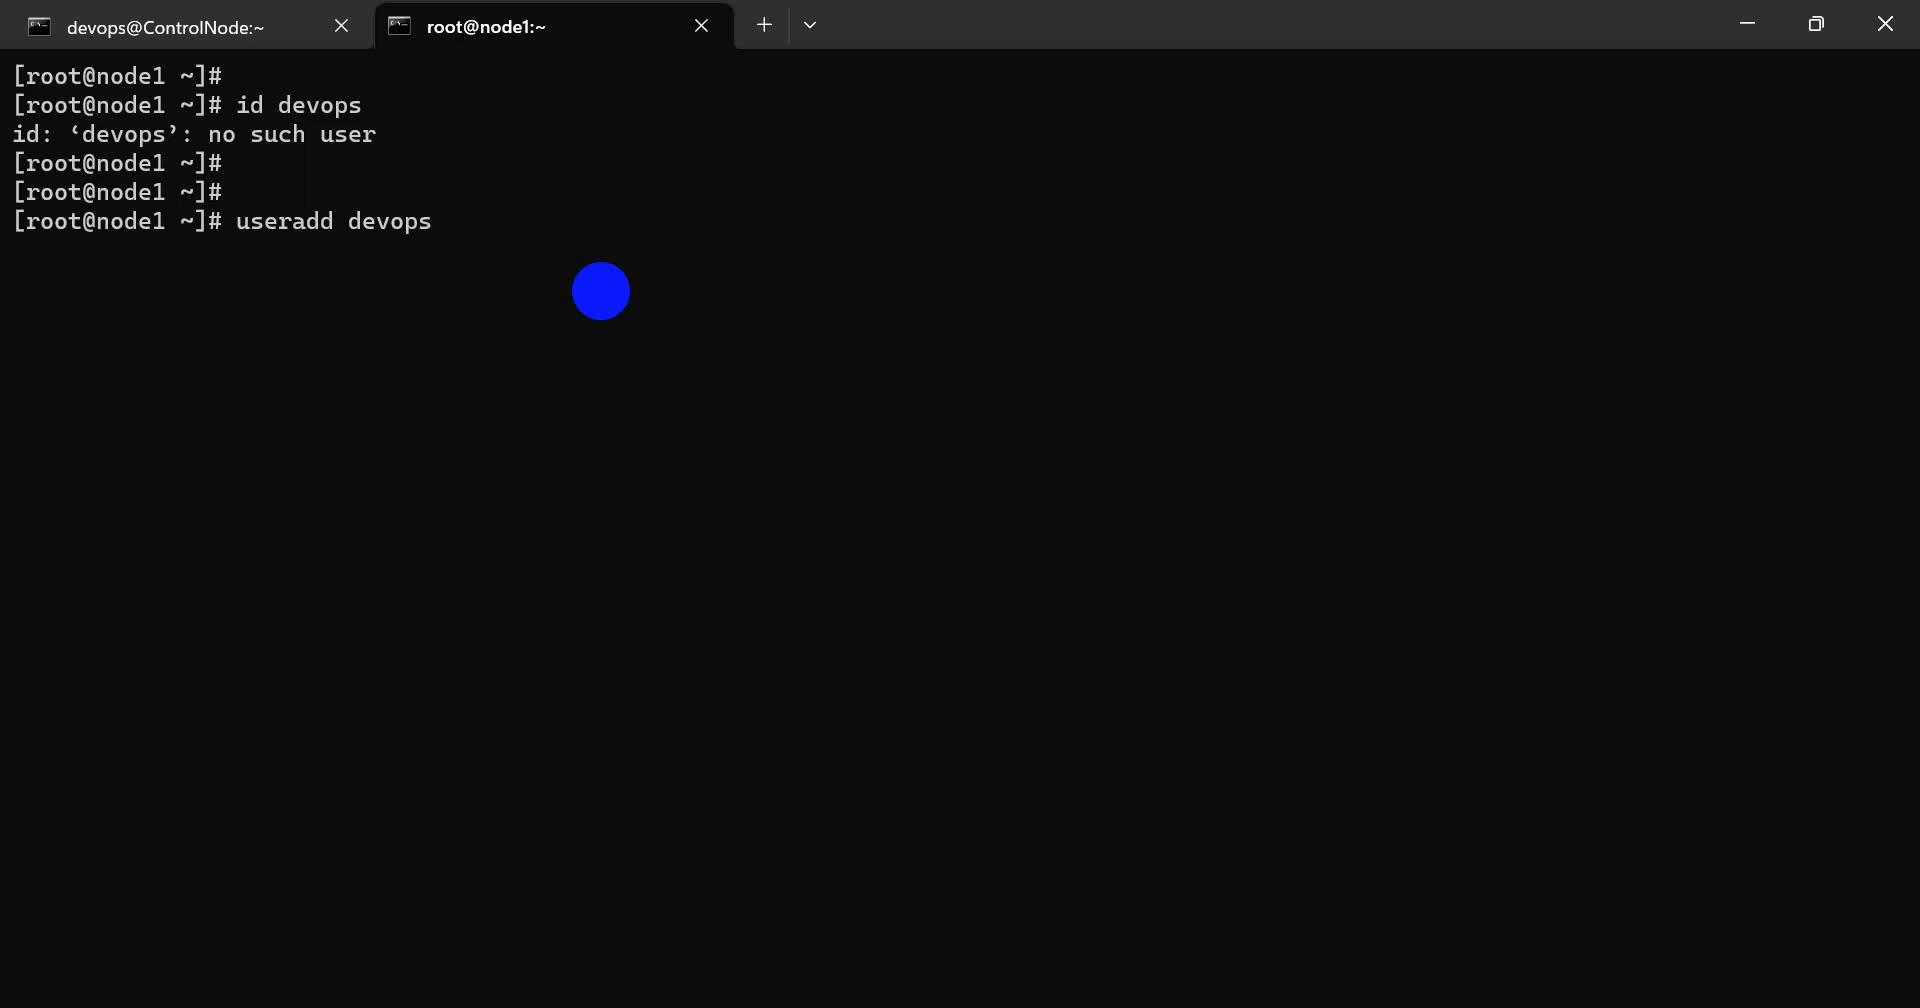 devops@ControlNode:~
root@node1:~
[root@node1 ~]#
[root@node1 ~]# id devops
id: ‘devops’: no such user
[root@node1 ~]#
[root@node1 ~]#
[root@node1 ~]# useradd devops